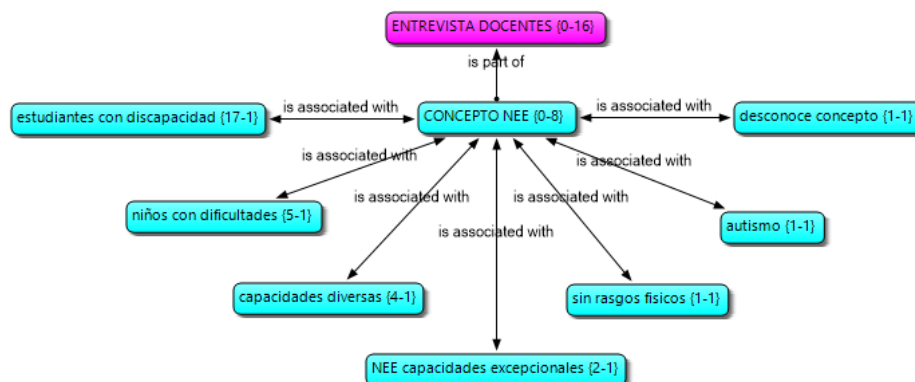 ENTREVISTA DOCENTES {0-16}
is part of
is associated with
is associated with
estudiantes con discapacidad {17-1}
CONCEPTO NEE {0-8}
desconoce concepto {1-1}
is associated with
is associated with
is associated with
is associated with
niños con dificultades {5-1}
autismo {1-1}
is associated with
capacidades diversas {4-1}
sin rasgos fisicos {1-1}
NEE capacidades excepcionales {2-1}